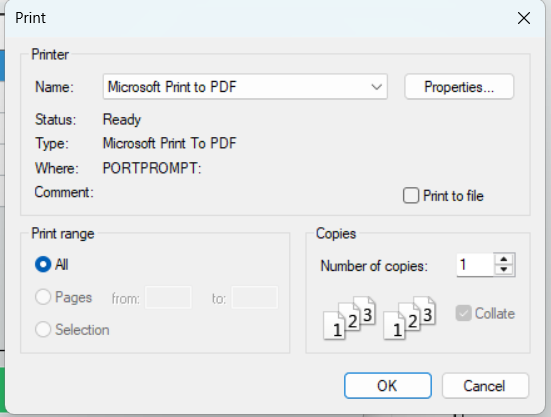 Print
Printer
Name: Microsoft Print to PDF Properties...
Status: Ready
Type: Microsoft Print To PDF
Where: PORTPROMPT:
Comment: Print to file
Print range
All
Pages from: to:
Selection
Copies
Number of copies: 1
1 2 3 1 2 3 Collate
OK Cancel